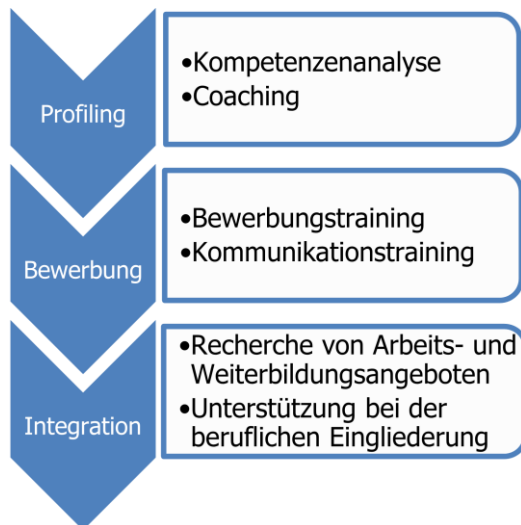 Profiling
•Kompetenzenanalyse
•Coaching
Bewerbung
•Bewerbungstraining
•Kommunikationstraining
Integration
•Recherche von Arbeits- und
Weiterbildungsangeboten
•Unterstützung bei der
beruflichen Eingliederung